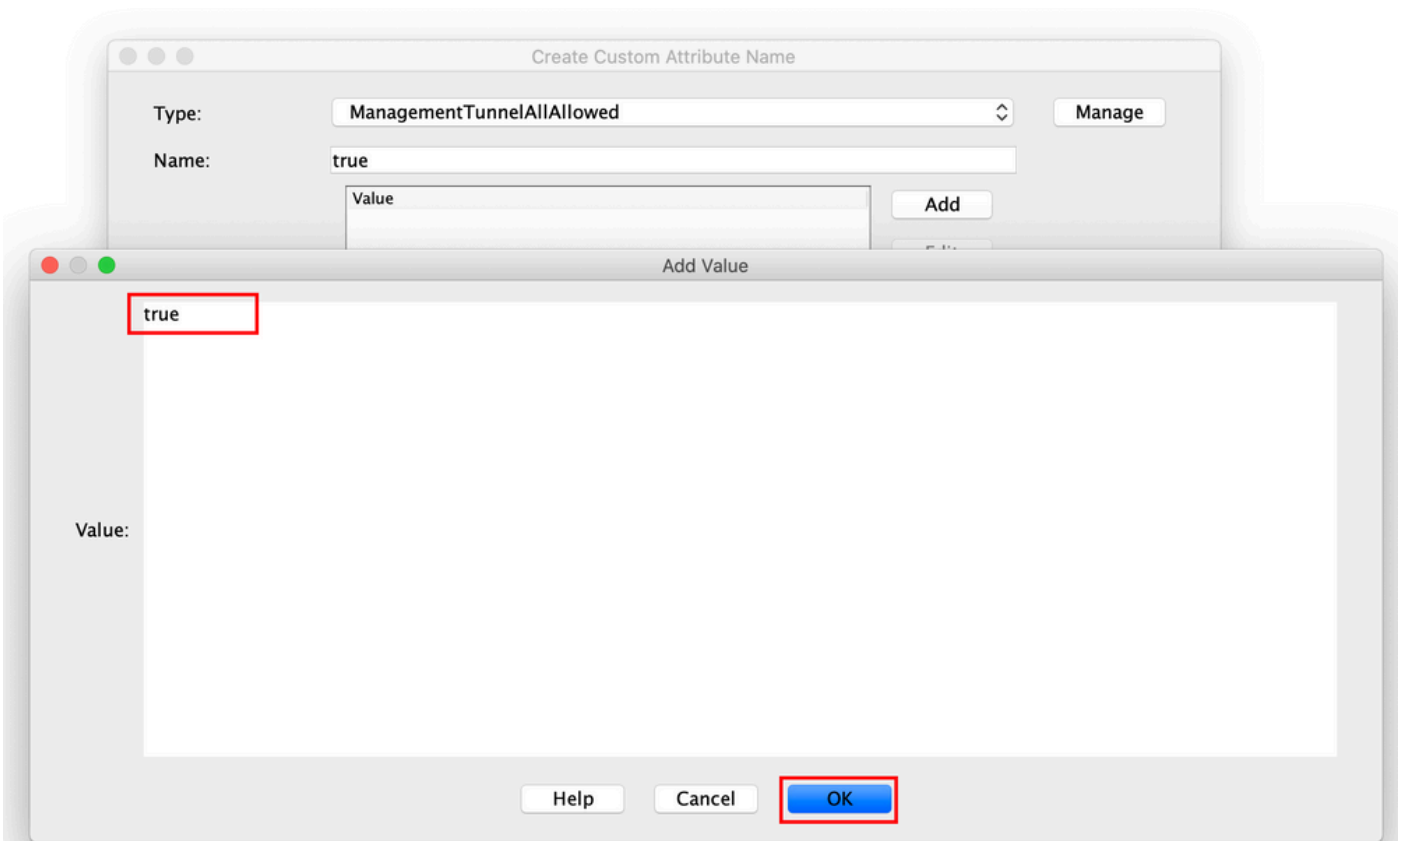 Create Custom Attribute Name
Type: ManagementTunnelAllAllowed Manage
Name: true
Value Add
Add Value
true
Value:
Help Cancel OK